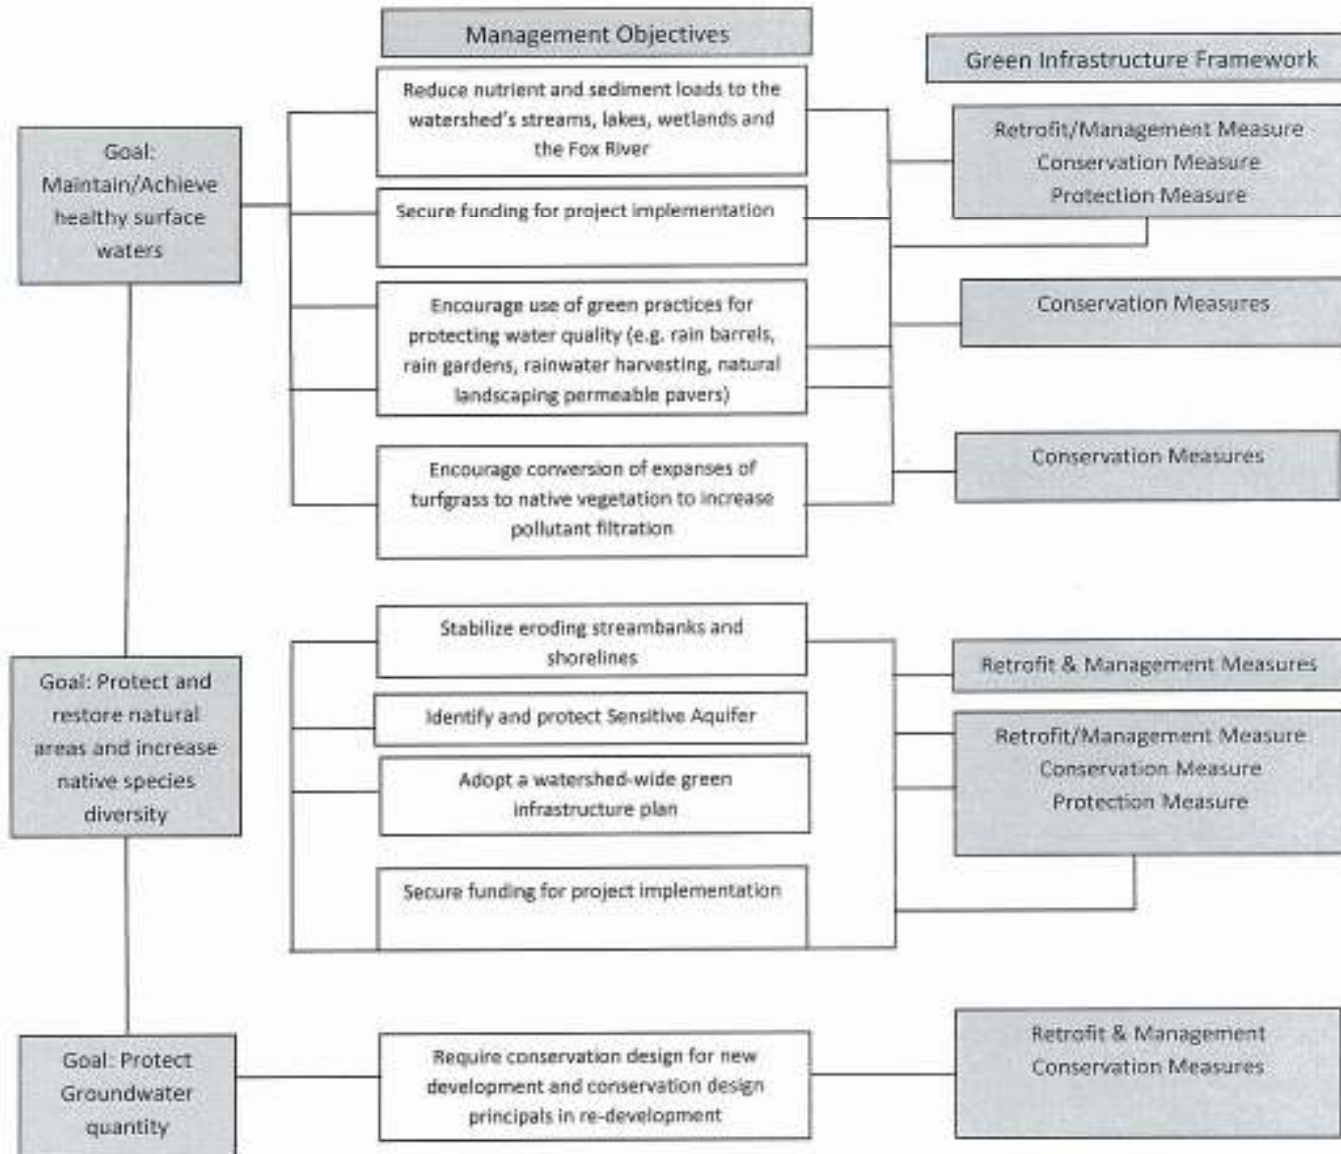 Management Objectives
Green Infrastructure Framework
Goal:
Maintain/Achieve
healthy surface
waters
Reduce nutrient and sediment loads to the
watershed's streams, lakes, wetlands and
the Fox River
Secure funding for project implementation
Encourage use of green practices for
protecting water quality (e.g. rain barrels,
rain gardens, rainwater harvesting, natural
landscaping permeable pavers)
Encourage conversion of expanses of
turfgrass to native vegetation to increase
pollutant filtration
Retrofit/Management Measure
Conservation Measure
Protection Measure
Conservation Measures
Conservation Measures
Goal: Protect and
restore natural
areas and increase
native species
diversity
Stabilize eroding streambanks and
shorelines
Identify and protect Sensitive Aquifer
Adopt a watershed-wide green
infrastructure plan
Secure funding for project implementation
Retrofit & Management Measures
Retrofit/Management Measure
Conservation Measure
Protection Measure
Goal: Protect
Groundwater
quantity
Require conservation design for new
development and conservation design
principals in re-development
Retrofit & Management
Conservation Measures